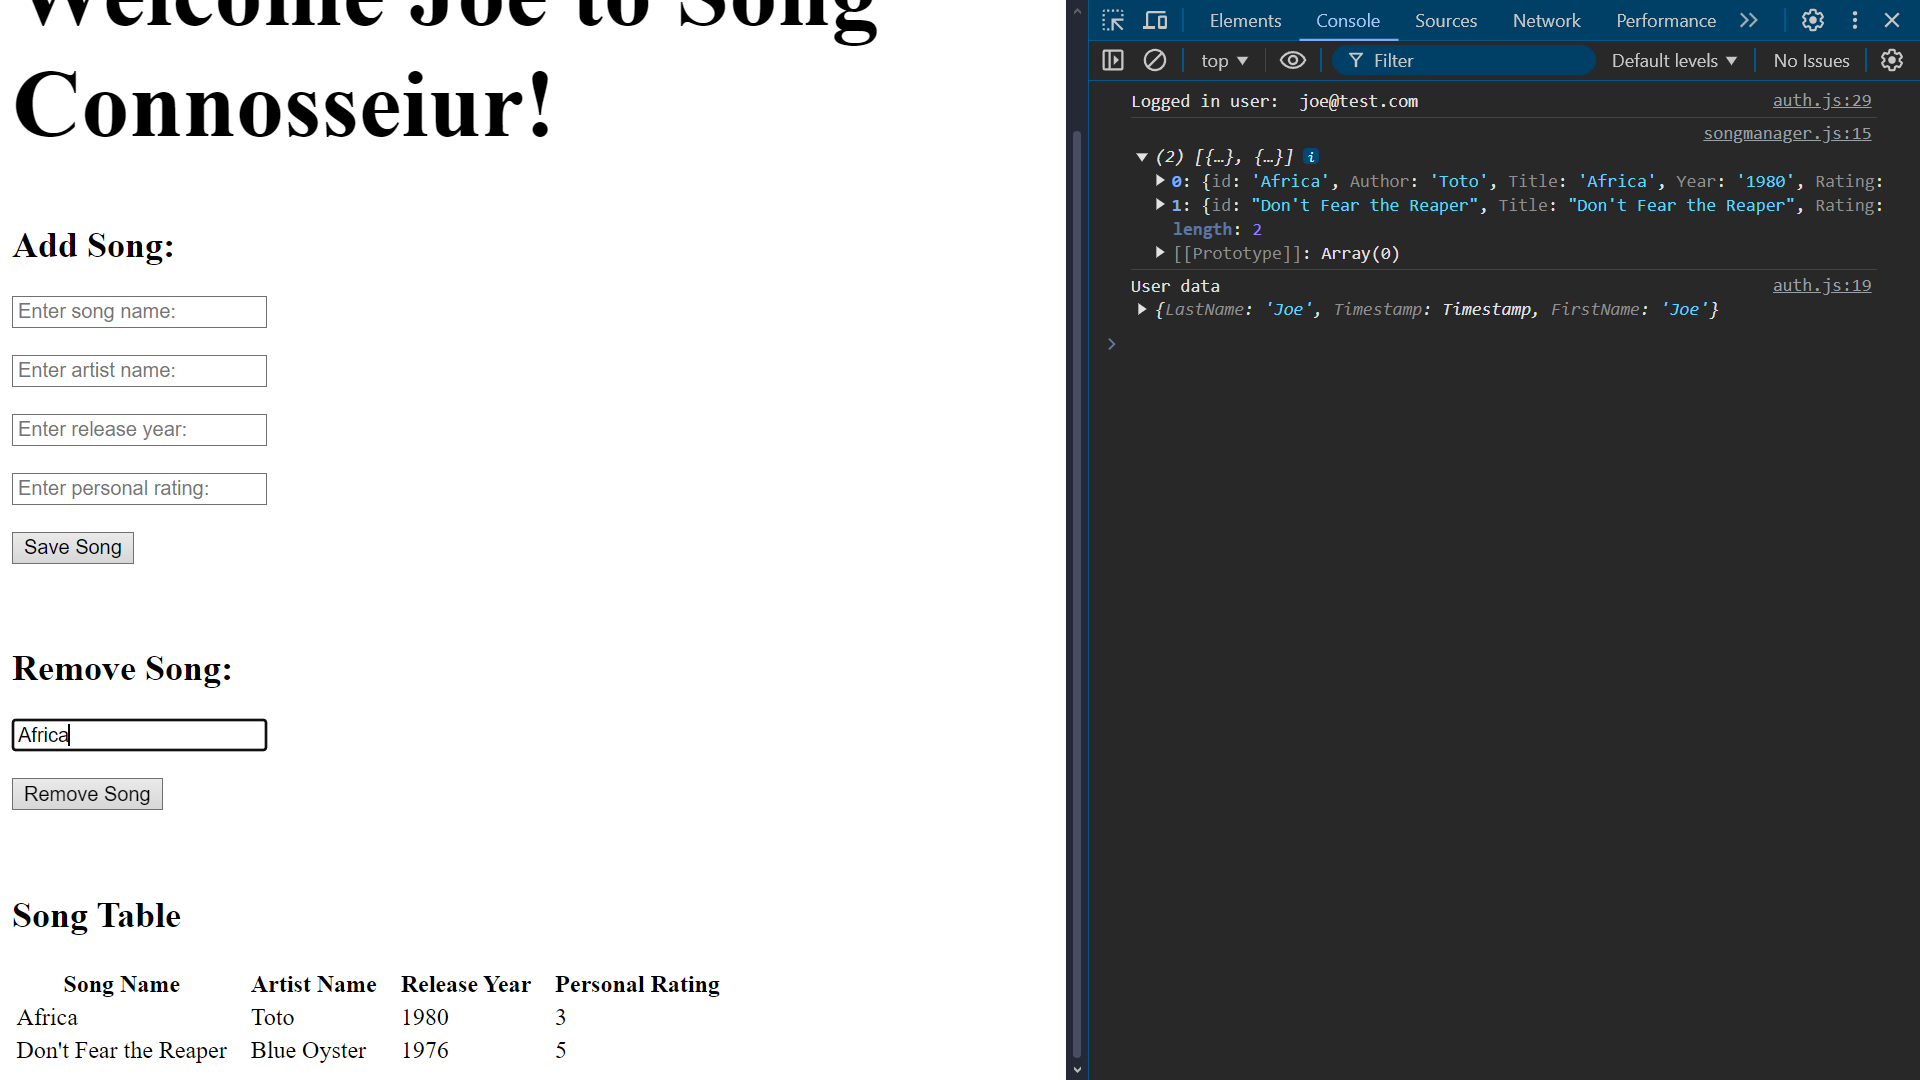 Welcome Joe to Song
Connosseiur!
Add Song:
Enter song name:
Enter artist name:
Enter release year:
Enter personal rating:
Save Song
Remove Song:
Africa
Remove Song
Song Table
Song Name Artist Name Release Year Personal Rating
Africa Toto 1980 3
Don't Fear the Reaper Blue Oyster 1976 5
Elements Console Sources Network Performance
top Filter Default levels No Issues
Logged in user: joe@test.com auth.js:29
songmanager.js:15
(2) [{…}, {…}] i
0: {id: 'Africa', Author: 'Toto', Title: 'Africa', Year: '1980', Rating:
1: {id: "Don't Fear the Reaper", Title: "Don't Fear the Reaper", Rating:
length: 2
[[Prototype]]: Array(0)
User data auth.js:19
{LastName: 'Joe', Timestamp: Timestamp, FirstName: 'Joe'}